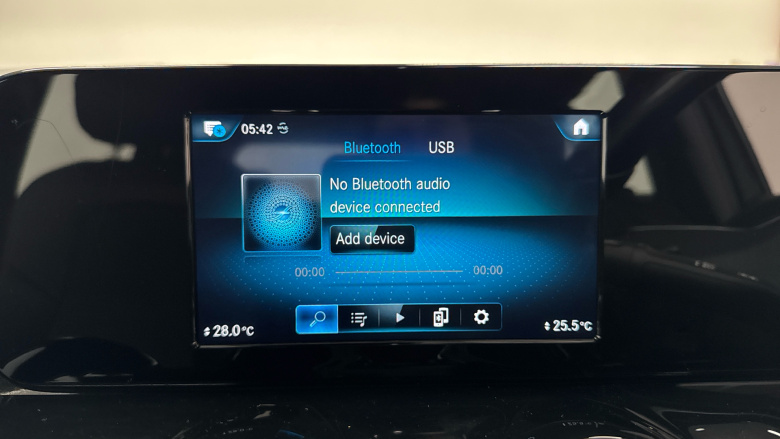 05:42
Bluetooth USB
No Bluetooth audio
device connected
Add device
00:00 00:00
28.0°C 25.5°C